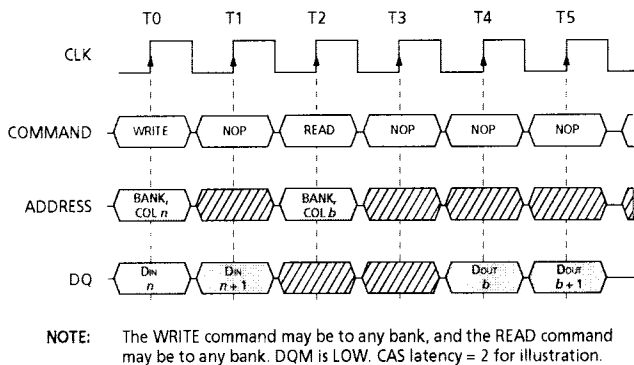 T0 T1 T2 T3 T4 T5
CLK
COMMAND WRITE NOP READ NOP NOP NOP
ADDRESS BANK, COL n BANK, COL b
DQ DIN n DIN n + 1 DOUT b DOUT b + 1
NOTE: The WRITE command may be to any bank, and the READ command
may be to any bank. DQM is LOW. CAS latency = 2 for illustration.